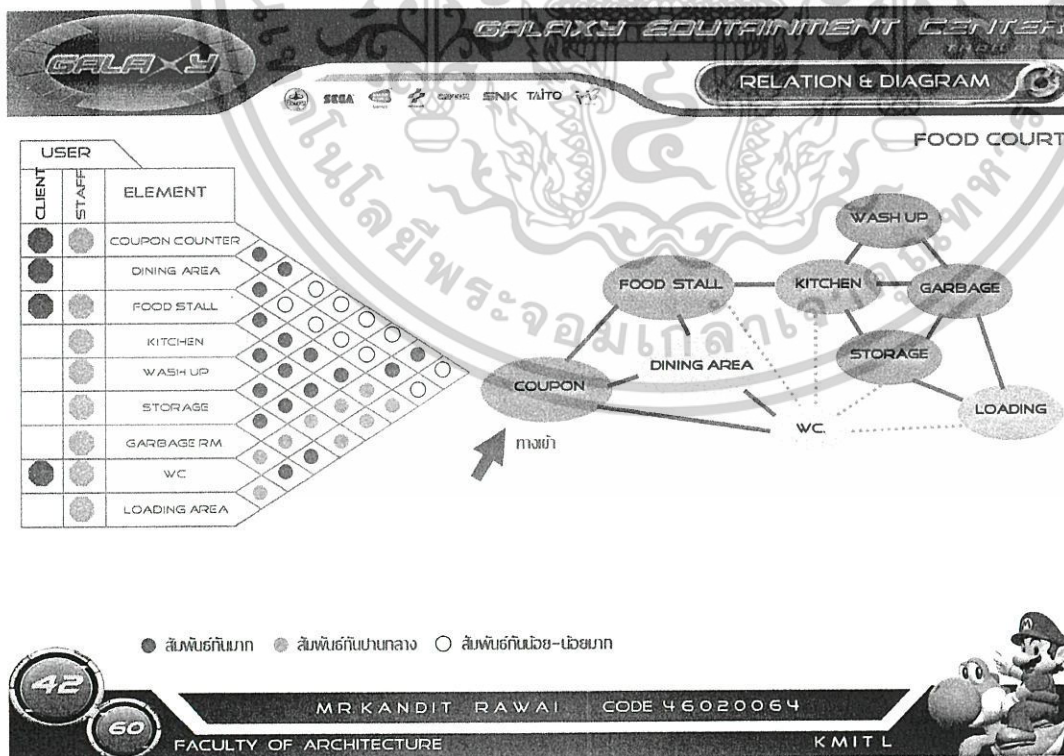 GALAXY EDUTAINMENT CENTER
THAILAND
GALAXY
RELATION & DIAGRAM
SEGA
SNK TAITO
FOOD COURT
USER
CLIENT
STAFF
ELEMENT
COUPON COUNTER
DINING AREA
FOOD STALL
KITCHEN
WASH UP
STORAGE
GARBAGE RM
WC
LOADING AREA
WASH UP
FOOD STALL
KITCHEN
GARBAGE
STORAGE
DINING AREA
COUPON
LOADING
WC.
ทางเข้า
สัมพันธ์กันมาก
สัมพันธ์กันปานกลาง
สัมพันธ์กันน้อย-น้อยมาก
42
60
MR.KANDIT RAWAI CODE 46020064
FACULTY OF ARCHITECTURE
KMITL